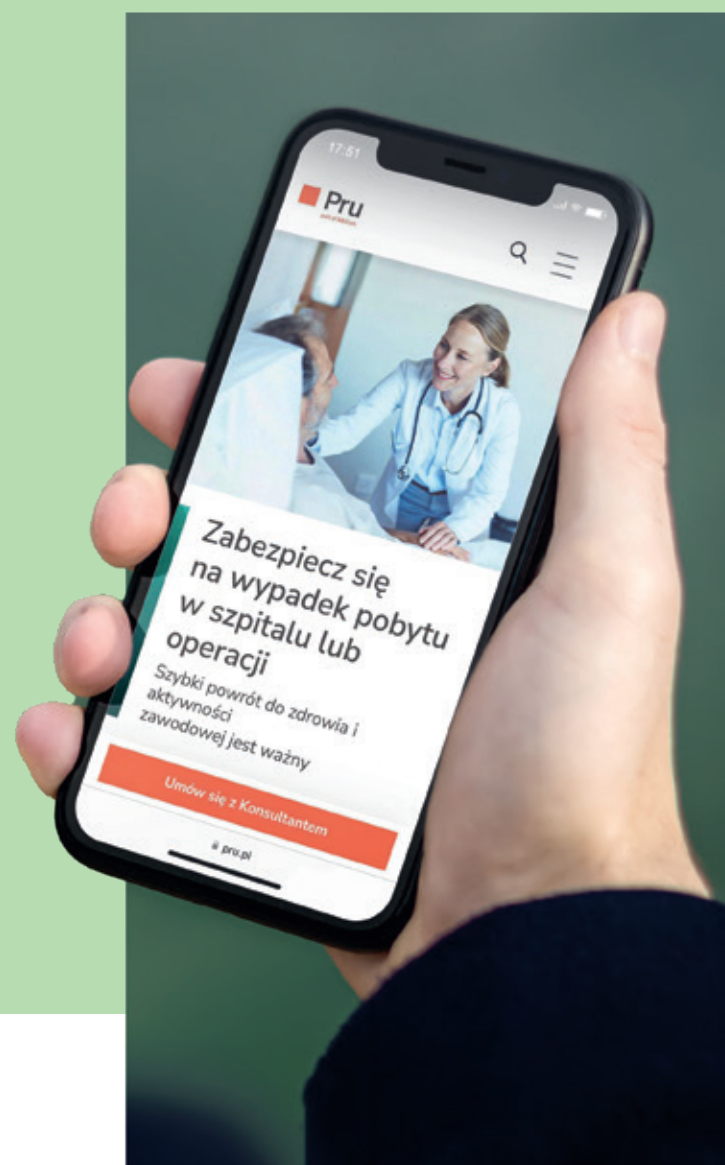 17:51
Pru
Zabezpiecz się
na wypadek pobytu
w szpitalu lub
operacji
Szybki powrót do zdrowia i
aktywności
zawodowej jest ważny
Umów się z Konsultantem
pru.pl